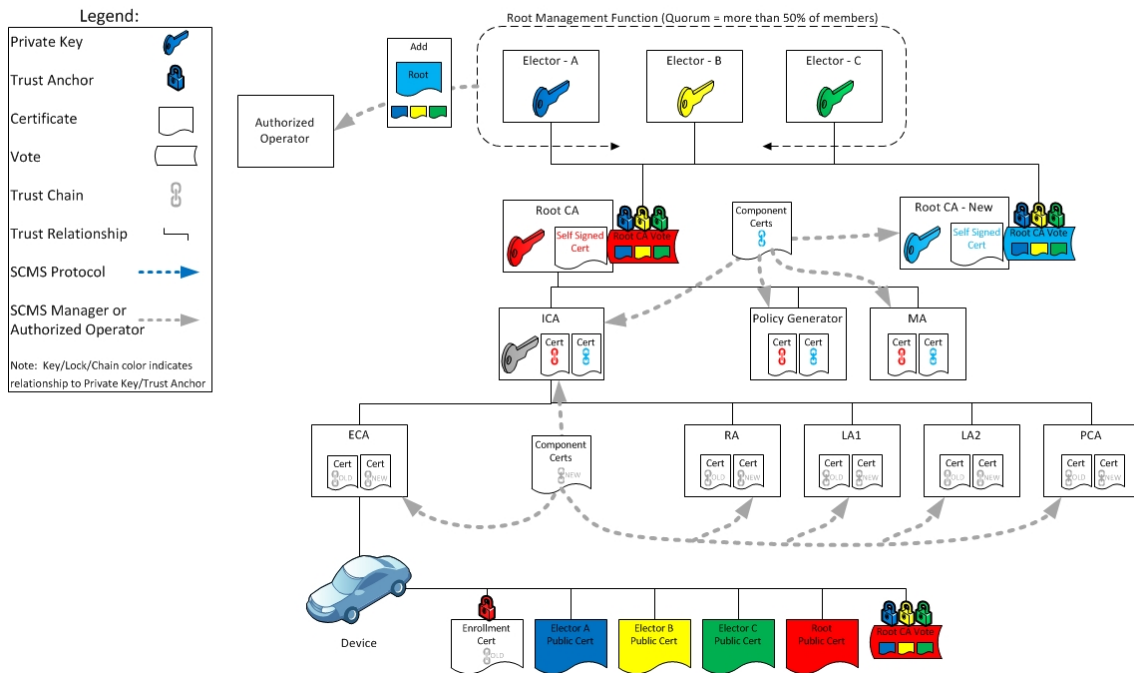 Legend:
Private Key
Trust Anchor
Certificate
Vote
Trust Chain
Trust Relationship
SCMS Protocol
SCMS Manager or
Authorized Operator
Note: Key/Lock/Chain color indicates
relationship to Private Key/Trust Anchor
Root Management Function (Quorum = more than 50% of members)
Add
Root
Authorized
Operator
Elector - A
Elector - B
Elector - C
Root CA
Self Signed
Cert
Root CA Vote
Component
Certs
Root CA - New
Self Signed
Cert
Root CA Vote
ICA
Cert
Cert
Policy Generator
Cert
Cert
MA
Cert
Cert
ECA
Cert
OLD
Cert
NEW
Component
Certs
NEW
RA
Cert
OLD
Cert
NEW
LA1
Cert
OLD
Cert
NEW
LA2
Cert
OLD
Cert
NEW
PCA
Cert
OLD
Cert
NEW
Device
Enrollment
Cert
OLD
Elector A
Public Cert
Elector B
Public Cert
Elector C
Public Cert
Root
Public Cert
Root CA Vote